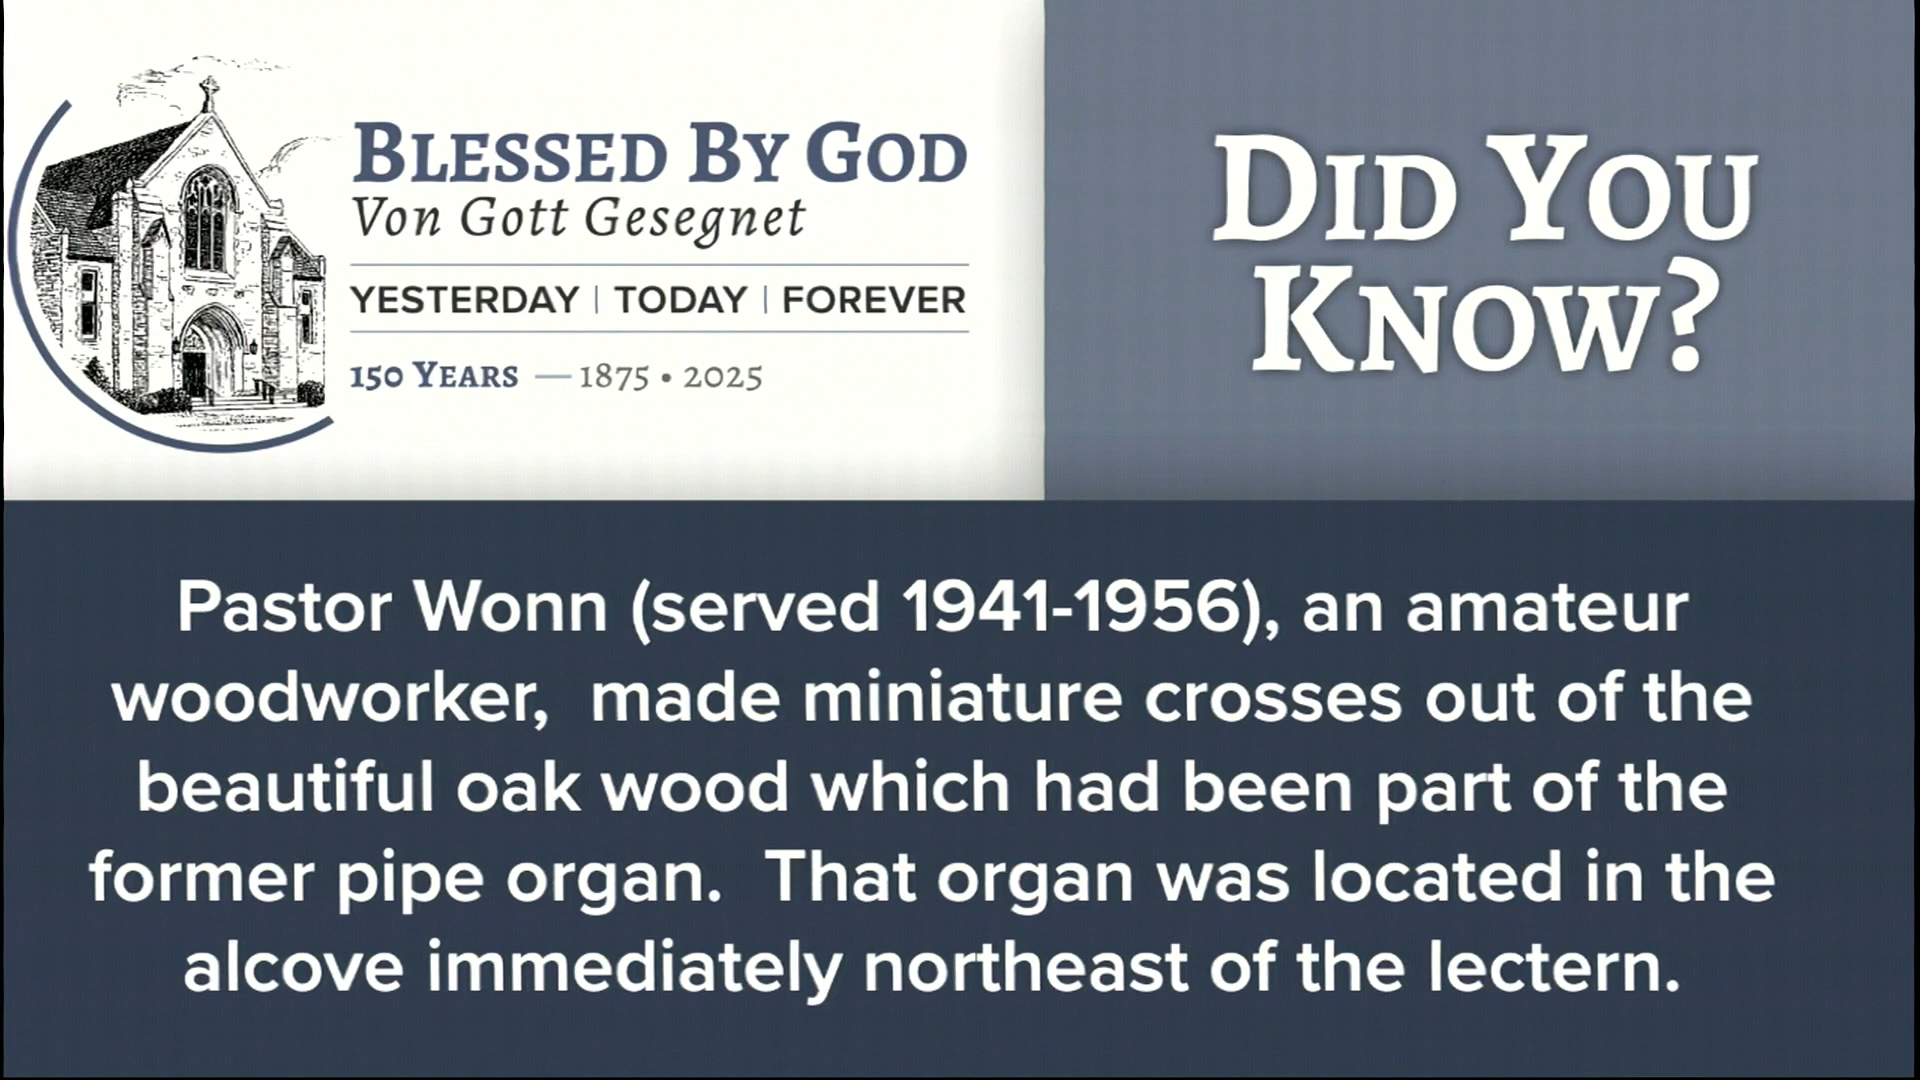 BLESSED BY GOD
Von Gott Gesegnet
YESTERDAY | TODAY | FOREVER
150 YEARS — 1875 • 2025
DID YOU
KNOW?
Pastor Wonn (served 1941-1956), an amateur
woodworker,  made miniature crosses out of the
beautiful oak wood which had been part of the
former pipe organ.  That organ was located in the
alcove immediately northeast of the lectern.